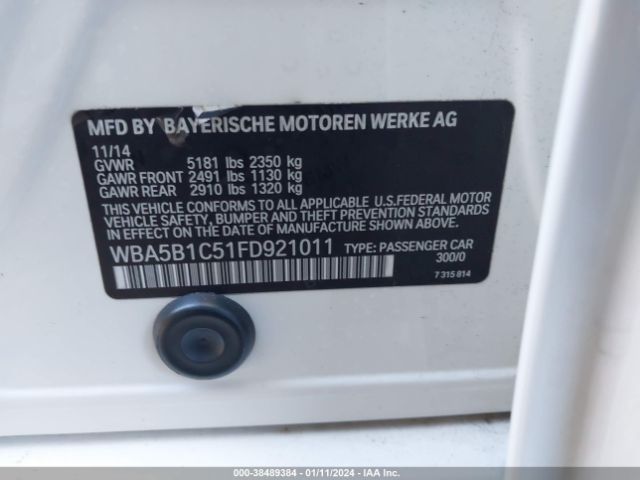 MFD BY BAYERISCHE MOTOREN WERKE AG
11/14
GVWR 5181 lbs 2350 kg
GAWR FRONT 2491 lbs 1130 kg
GAWR REAR 2910 lbs 1320 kg
THIS VEHICLE CONFORMS TO ALL APPLICABLE U.S.FEDERAL MOTOR
VEHICLE SAFETY, BUMPER AND THEFT PREVENTION STANDARDS
IN EFFECT ON THE DATE OF MANUFACTURE SHOWN ABOVE.
WBA5B1C51FD921011 TYPE: PASSENGER CAR
300/0
7 315 814
000-38489384 - 01/11/2024 - IAA Inc.